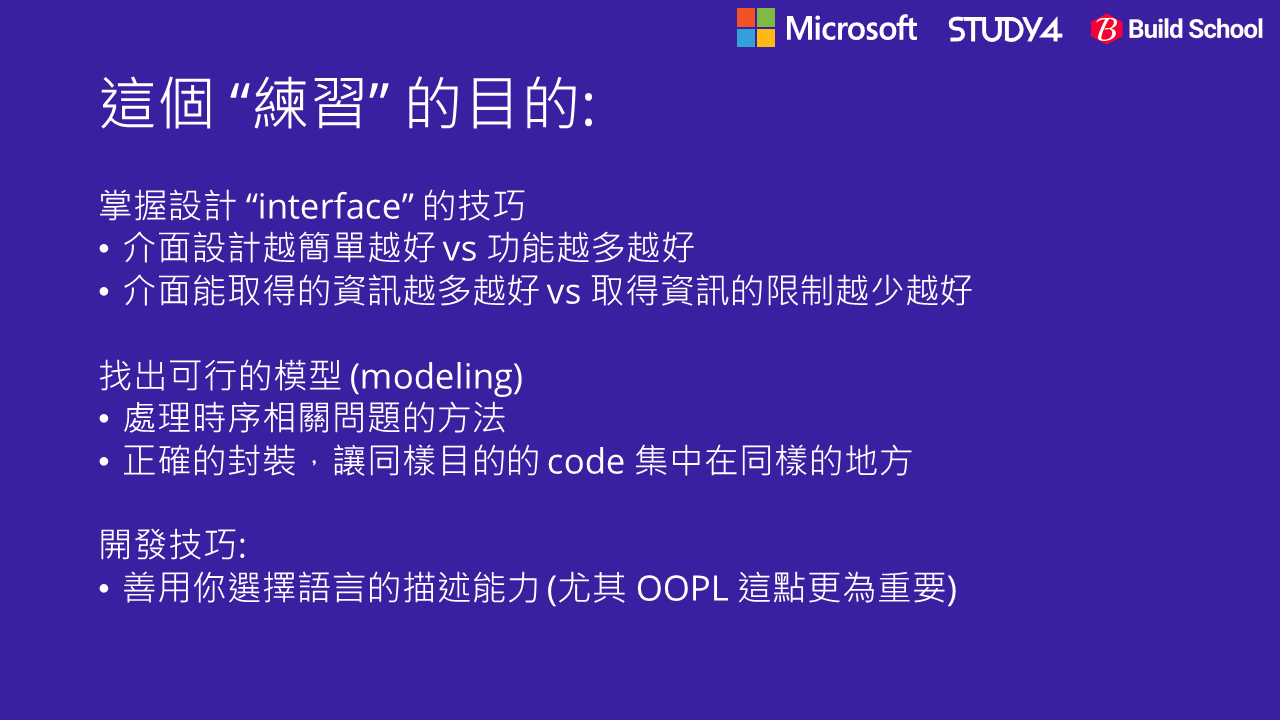 Microsoft STUDY4 Build School
這個 “練習” 的目的:
掌握設計 “interface” 的技巧
• 介面設計越簡單越好 vs 功能越多越好
• 介面能取得的資訊越多越好 vs 取得資訊的限制越少越好
找出可行的模型 (modeling)
• 處理時序相關問題的方法
• 正確的封裝，讓同樣目的的 code 集中在同樣的地方
開發技巧:
• 善用你選擇語言的描述能力 (尤其 OOPL 這點更為重要)